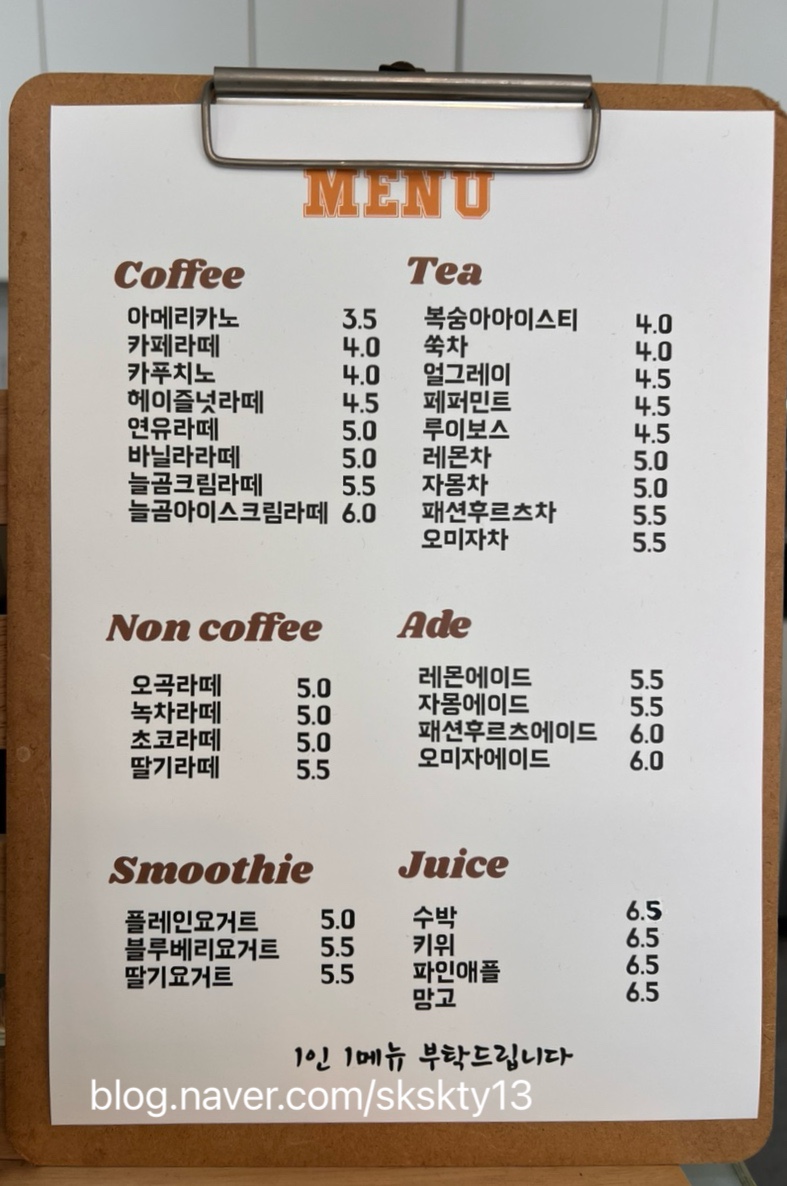 MENU
Coffee
아메리카노 3.5
카페라떼 4.0
카푸치노 4.0
헤이즐넛라떼 4.5
연유라떼 5.0
바닐라라떼 5.0
늘곰크림라떼 5.5
늘곰아이스크림라떼 6.0
Tea
복숭아아이스티 4.0
쑥차 4.0
얼그레이 4.5
페퍼민트 4.5
루이보스 4.5
레몬차 5.0
자몽차 5.0
패션후르츠차 5.5
오미자차 5.5
Non coffee
오곡라떼 5.0
녹차라떼 5.0
초코라떼 5.0
딸기라떼 5.5
Ade
레몬에이드 5.5
자몽에이드 5.5
패션후르츠에이드 6.0
오미자에이드 6.0
Smoothie
플레인요거트 5.0
블루베리요거트 5.5
딸기요거트 5.5
Juice
수박 6.5
키위 6.5
파인애플 6.5
망고 6.5
1인 1메뉴 부탁드립니다
blog.naver.com/skskty13